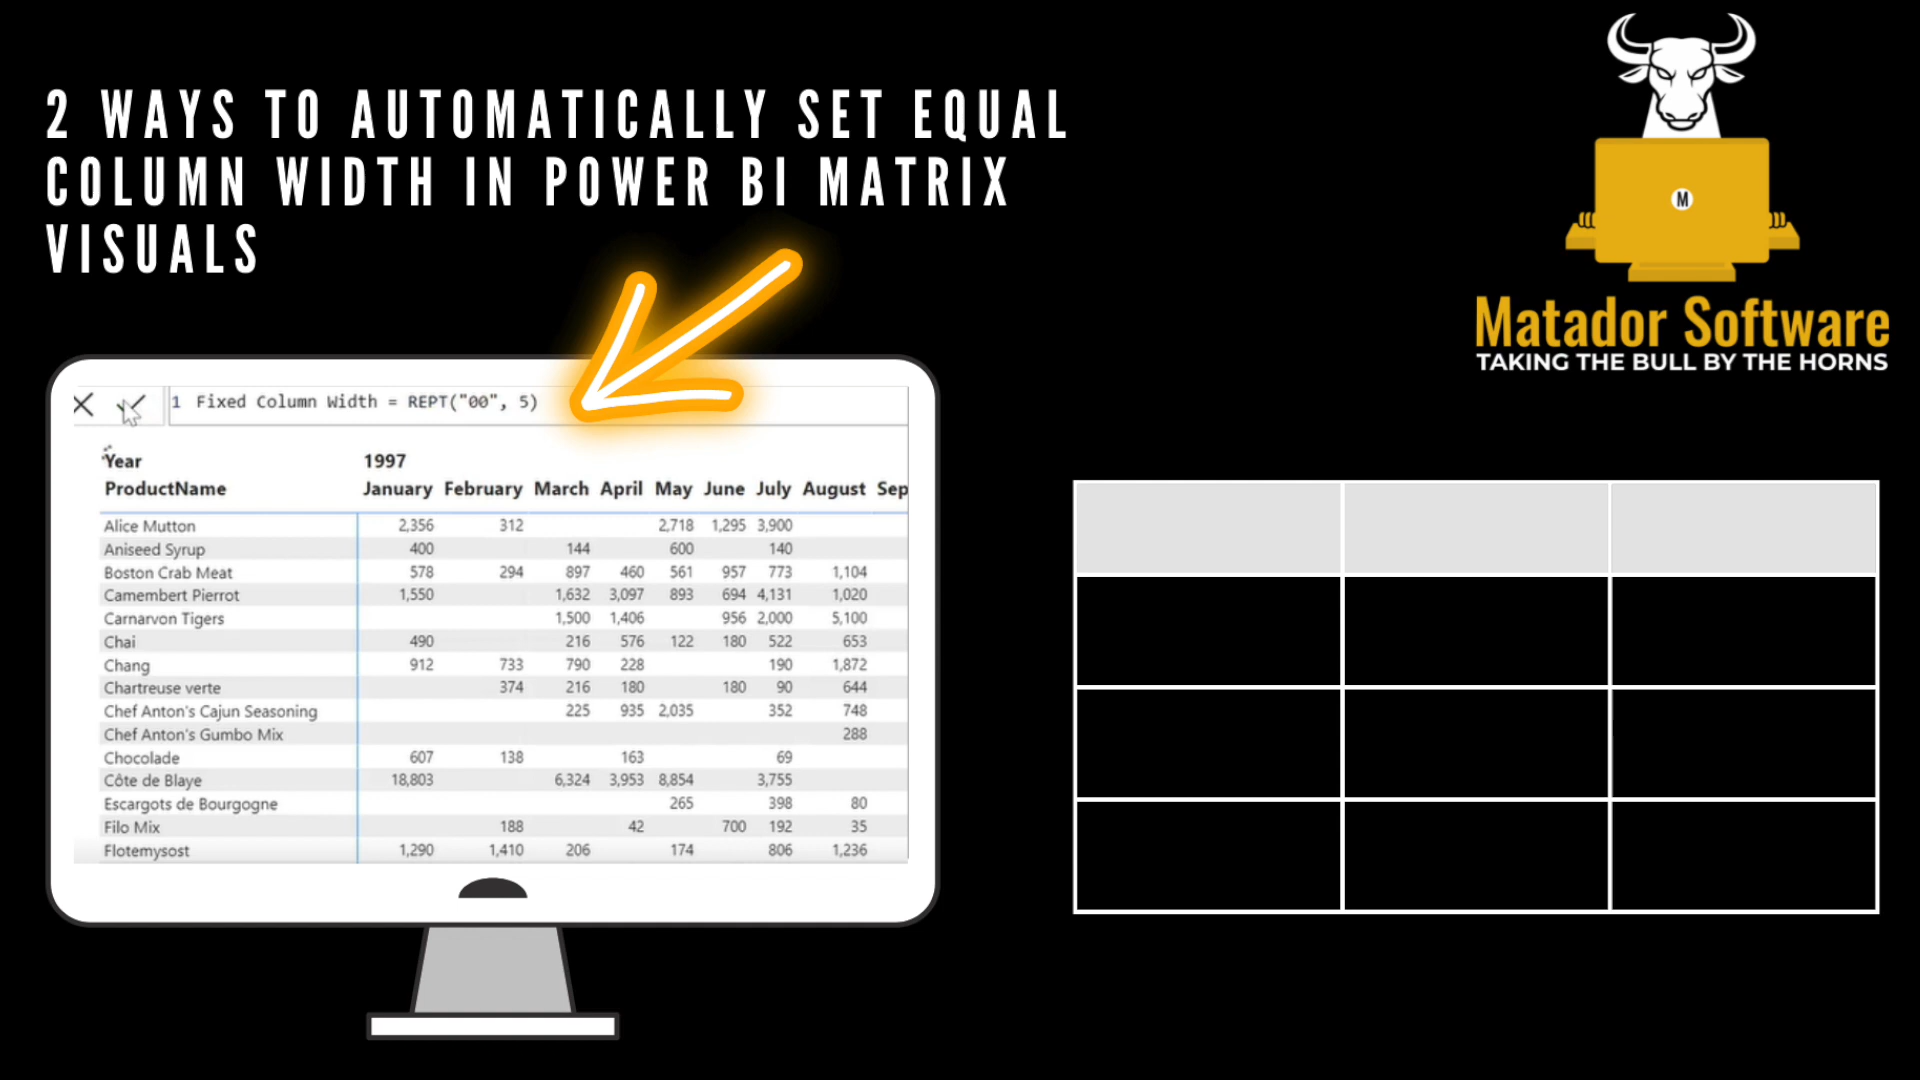 2 WAYS TO AUTOMATICALLY SET EQUAL
COLUMN WIDTH IN POWER BI MATRIX
VISUALS
M
Matador Software
TAKING THE BULL BY THE HORNS
1 Fixed Column Width = REPT("00", 5)
Year 1997
ProductName January February March April May June July August Sep
Alice Mutton 2,356 312 2,718 1,295 3,900
Aniseed Syrup 400 144 600 140
Boston Crab Meat 578 294 897 460 561 957 773 1,104
Camembert Pierrot 1,550 1,632 3,097 893 694 4,131 1,020
Carnarvon Tigers 1,500 1,406 956 2,000 5,100
Chai 490 216 576 122 180 522 653
Chang 912 733 790 228 190 1,872
Chartreuse verte 374 216 180 180 90 644
Chef Anton's Cajun Seasoning 225 935 2,035 352 748
Chef Anton's Gumbo Mix 288
Chocolade 607 138 163 69
Côte de Blaye 18,803 6,324 3,953 8,854 3,755
Escargots de Bourgogne 265 398 80
Filo Mix 188 42 700 192 35
Flotemysost 1,290 1,410 206 174 806 1,236